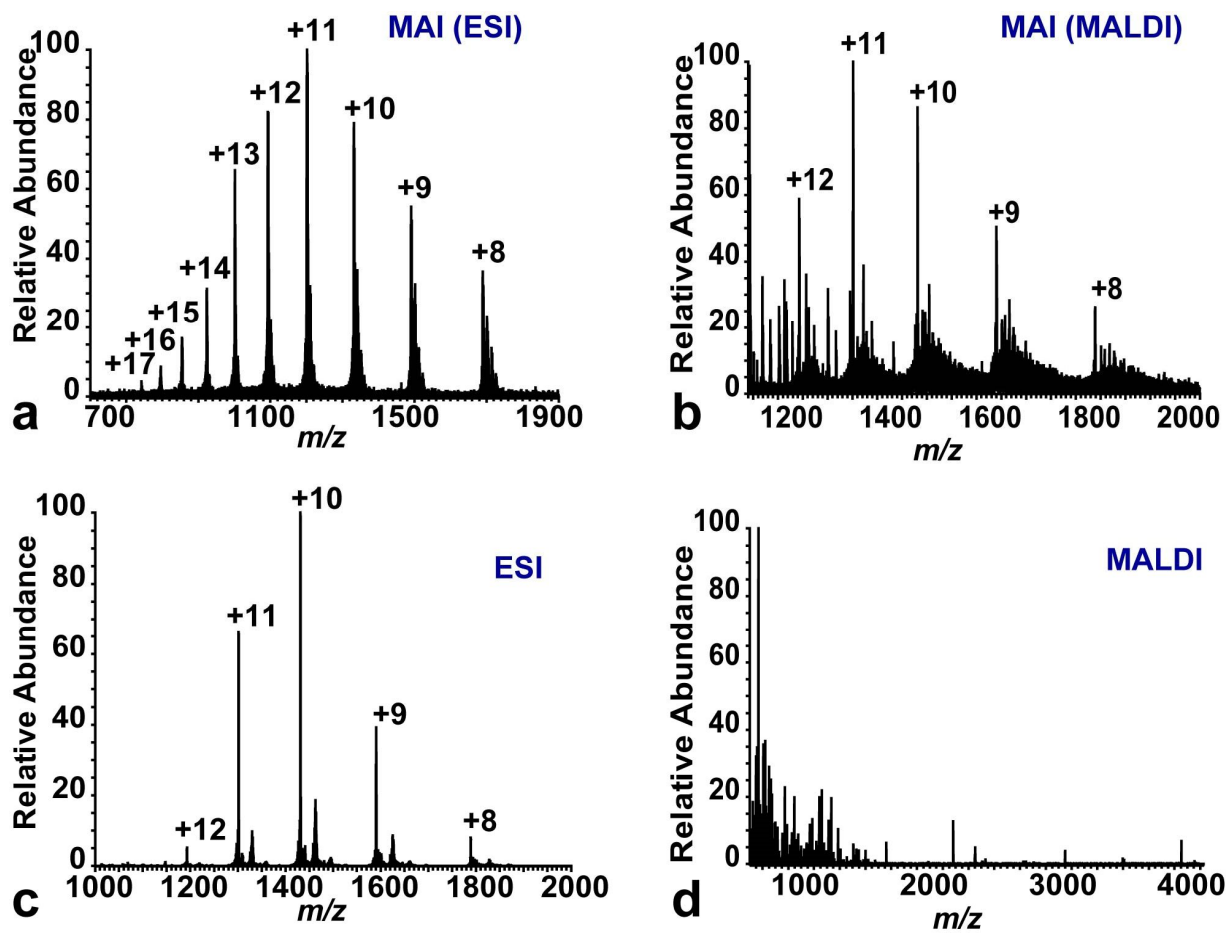 MAI (ESI)
Relative Abundance
100
80
60
40
20
0
+17
+16
+15
+14
+13
+12
+11
+10
+9
+8
700 1100 1500 1900
m/z
a
MAI (MALDI)
Relative Abundance
100
80
60
40
20
0
+12
+11
+10
+9
+8
1200 1400 1600 1800 2000
m/z
b
ESI
Relative Abundance
100
80
60
40
20
0
+12
+11
+10
+9
+8
1000 1200 1400 1600 1800 2000
m/z
c
MALDI
Relative Abundance
100
80
60
40
20
0
1000 2000 3000 4000
m/z
d